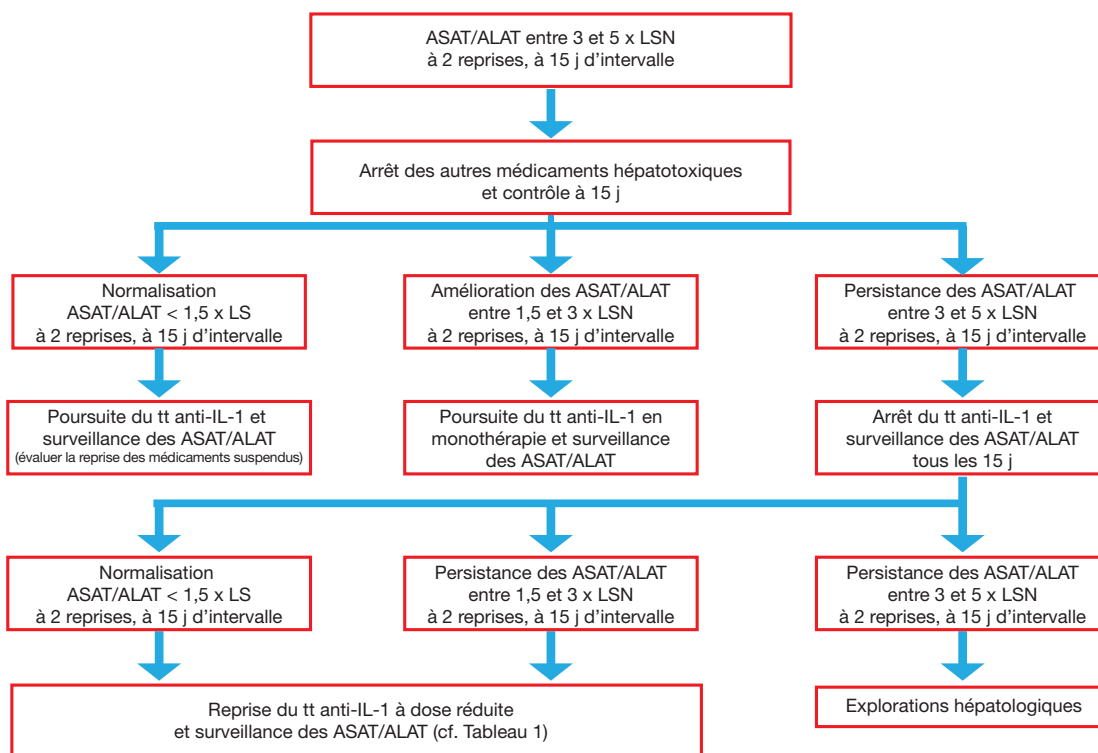 ASAT/ALAT entre 3 et 5 x LSN
à 2 reprises, à 15 j d'intervalle
Arrêt des autres médicaments hépatotoxiques
et contrôle à 15 j
Normalisation
ASAT/ALAT < 1,5 x LS
à 2 reprises, à 15 j d'intervalle
Amélioration des ASAT/ALAT
entre 1,5 et 3 x LSN
à 2 reprises, à 15 j d'intervalle
Persistance des ASAT/ALAT
entre 3 et 5 x LSN
à 2 reprises, à 15 j d'intervalle
Poursuite du tt anti-IL-1 et
surveillance des ASAT/ALAT
(évaluer la reprise des médicaments suspendus)
Poursuite du tt anti-IL-1 en
monothérapie et surveillance
des ASAT/ALAT
Arrêt du tt anti-IL-1 et
surveillance des ASAT/ALAT
tous les 15 j
Normalisation
ASAT/ALAT < 1,5 x LS
à 2 reprises, à 15 j d'intervalle
Persistance des ASAT/ALAT
entre 1,5 et 3 x LSN
à 2 reprises, à 15 j d'intervalle
Persistance des ASAT/ALAT
entre 3 et 5 x LSN
à 2 reprises, à 15 j d'intervalle
Reprise du tt anti-IL-1 à dose réduite
et surveillance des ASAT/ALAT (cf. Tableau 1)
Explorations hépatologiques